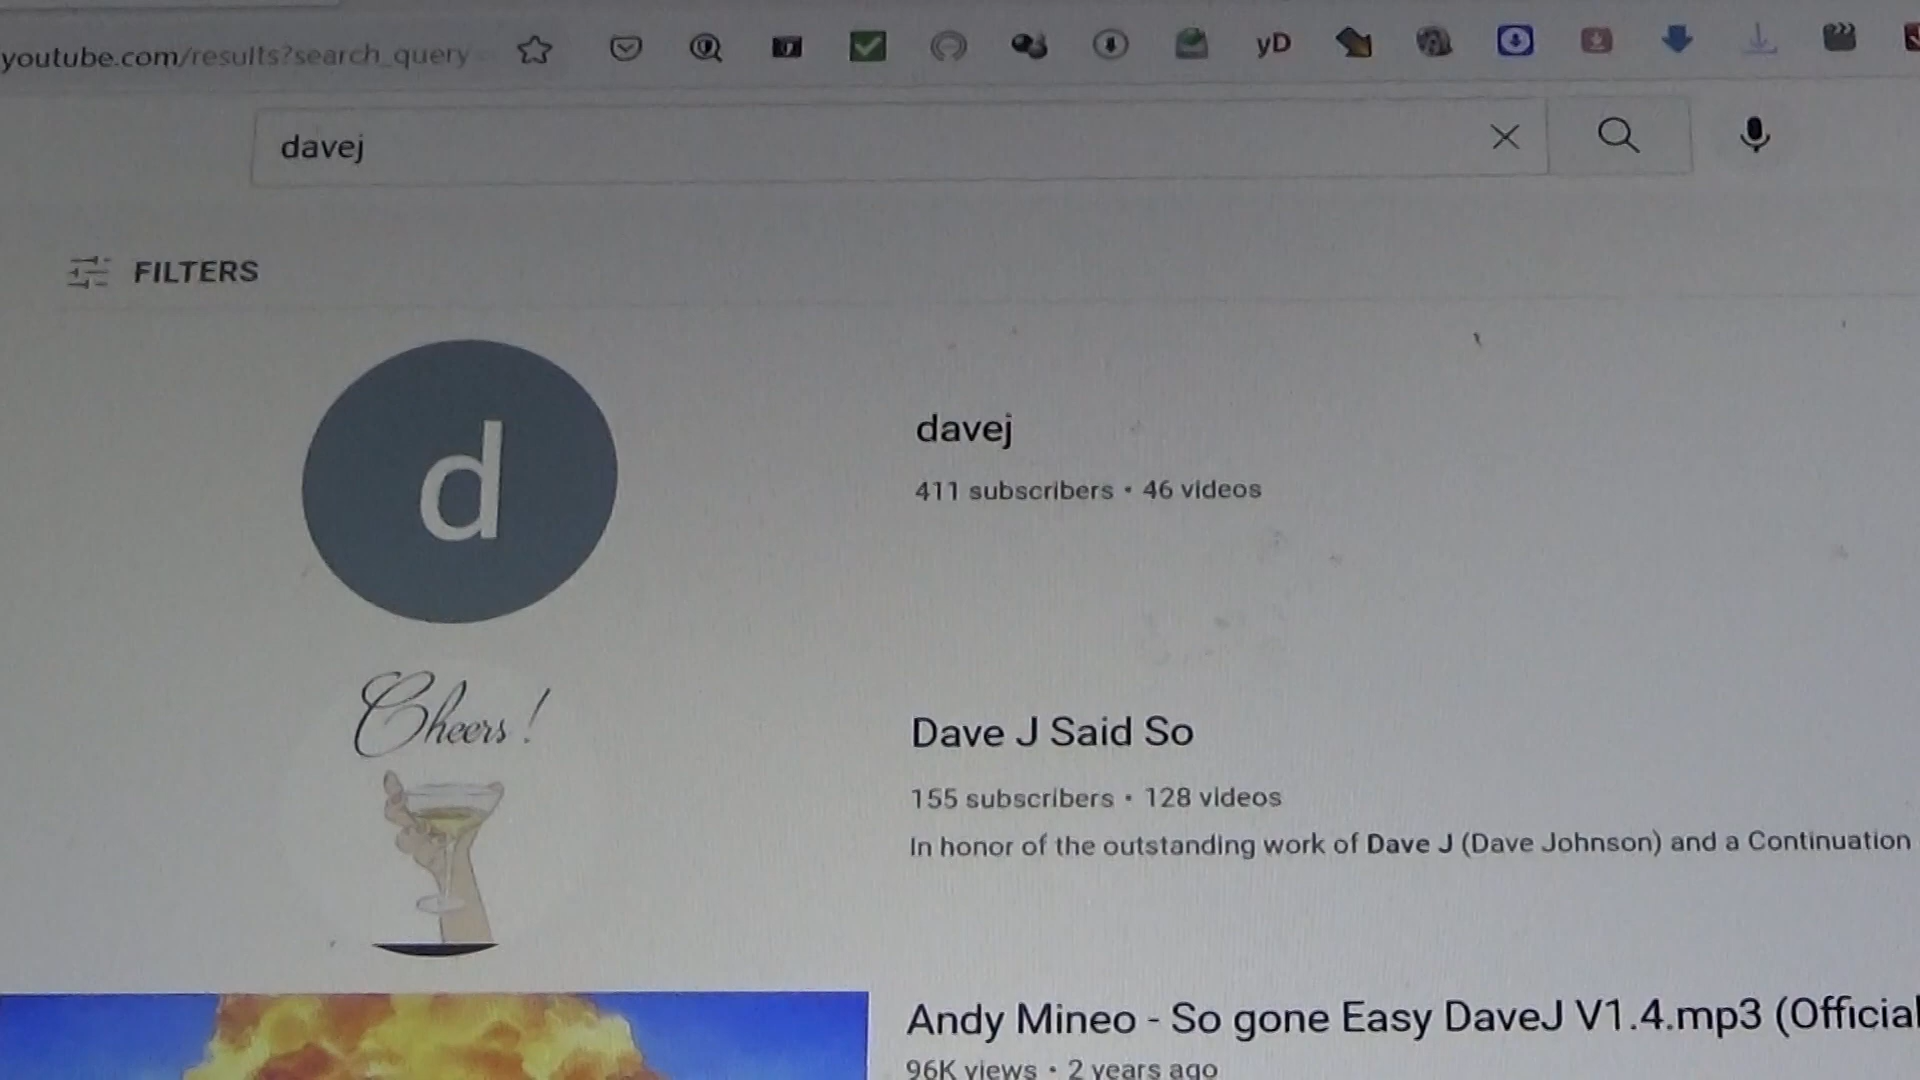 youtube.com/results?search_query
yD
davej
FILTERS
d
davej
411 subscribers • 46 videos
Cheers!
Dave J Said So
155 subscribers • 128 videos
In honor of the outstanding work of Dave J (Dave Johnson) and a Continuation
Andy Mineo - So gone Easy DaveJ V1.4.mp3 (Official
96K views • 2 years ago